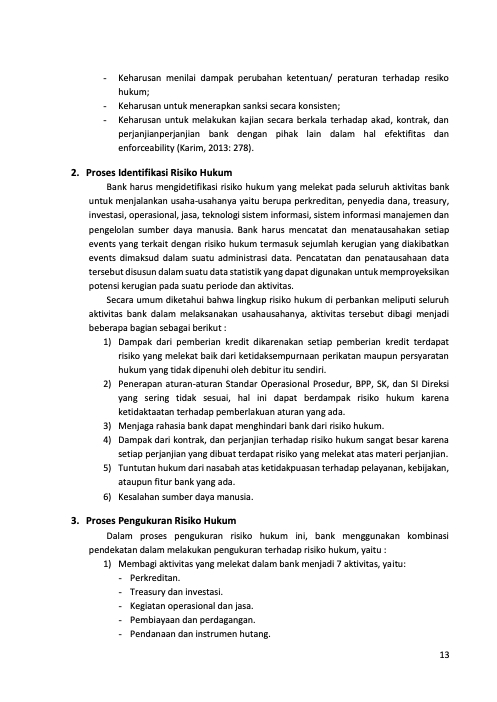 - Keharusan menilai dampak perubahan ketentuan/ peraturan terhadap resiko
hukum;
- Keharusan untuk menerapkan sanksi secara konsisten;
- Keharusan untuk melakukan kajian secara berkala terhadap akad, kontrak, dan
perjanjianperjanjian bank dengan pihak lain dalam hal efektifitas dan
enforceability (Karim, 2013: 278).
2. Proses Identifikasi Risiko Hukum
Bank harus mengidetifikasi risiko hukum yang melekat pada seluruh aktivitas bank
untuk menjalankan usaha-usahanya yaitu berupa perkreditan, penyedia dana, treasury,
investasi, operasional, jasa, teknologi sistem informasi, sistem informasi manajemen dan
pengelolan sumber daya manusia. Bank harus mencatat dan menatausahakan setiap
events yang terkait dengan risiko hukum termasuk sejumlah kerugian yang diakibatkan
events dimaksud dalam suatu administrasi data. Pencatatan dan penatausahaan data
tersebut disusun dalam suatu data statistik yang dapat digunakan untuk memproyeksikan
potensi kerugian pada suatu periode dan aktivitas.
Secara umum diketahui bahwa lingkup risiko hukum di perbankan meliputi seluruh
aktivitas bank dalam melaksanakan usahausahanya, aktivitas tersebut dibagi menjadi
beberapa bagian sebagai berikut :
1) Dampak dari pemberian kredit dikarenakan setiap pemberian kredit terdapat
risiko yang melekat baik dari ketidaksempurnaan perikatan maupun persyaratan
hukum yang tidak dipenuhi oleh debitur itu sendiri.
2) Penerapan aturan-aturan Standar Operasional Prosedur, BPP, SK, dan SI Direksi
yang sering tidak sesuai, hal ini dapat berdampak risiko hukum karena
ketidaktaatan terhadap pemberlakuan aturan yang ada.
3) Menjaga rahasia bank dapat menghindari bank dari risiko hukum.
4) Dampak dari kontrak, dan perjanjian terhadap risiko hukum sangat besar karena
setiap perjanjian yang dibuat terdapat risiko yang melekat atas materi perjanjian.
5) Tuntutan hukum dari nasabah atas ketidakpuasan terhadap pelayanan, kebijakan,
ataupun fitur bank yang ada.
6) Kesalahan sumber daya manusia.
3. Proses Pengukuran Risiko Hukum
Dalam proses pengukuran risiko hukum ini, bank menggunakan kombinasi
pendekatan dalam melakukan pengukuran terhadap risiko hukum, yaitu :
1) Membagi aktivitas yang melekat dalam bank menjadi 7 aktivitas, yaitu:
- Perkreditan.
- Treasury dan investasi.
- Kegiatan operasional dan jasa.
- Pembiayaan dan perdagangan.
- Pendanaan dan instrumen hutang.
13